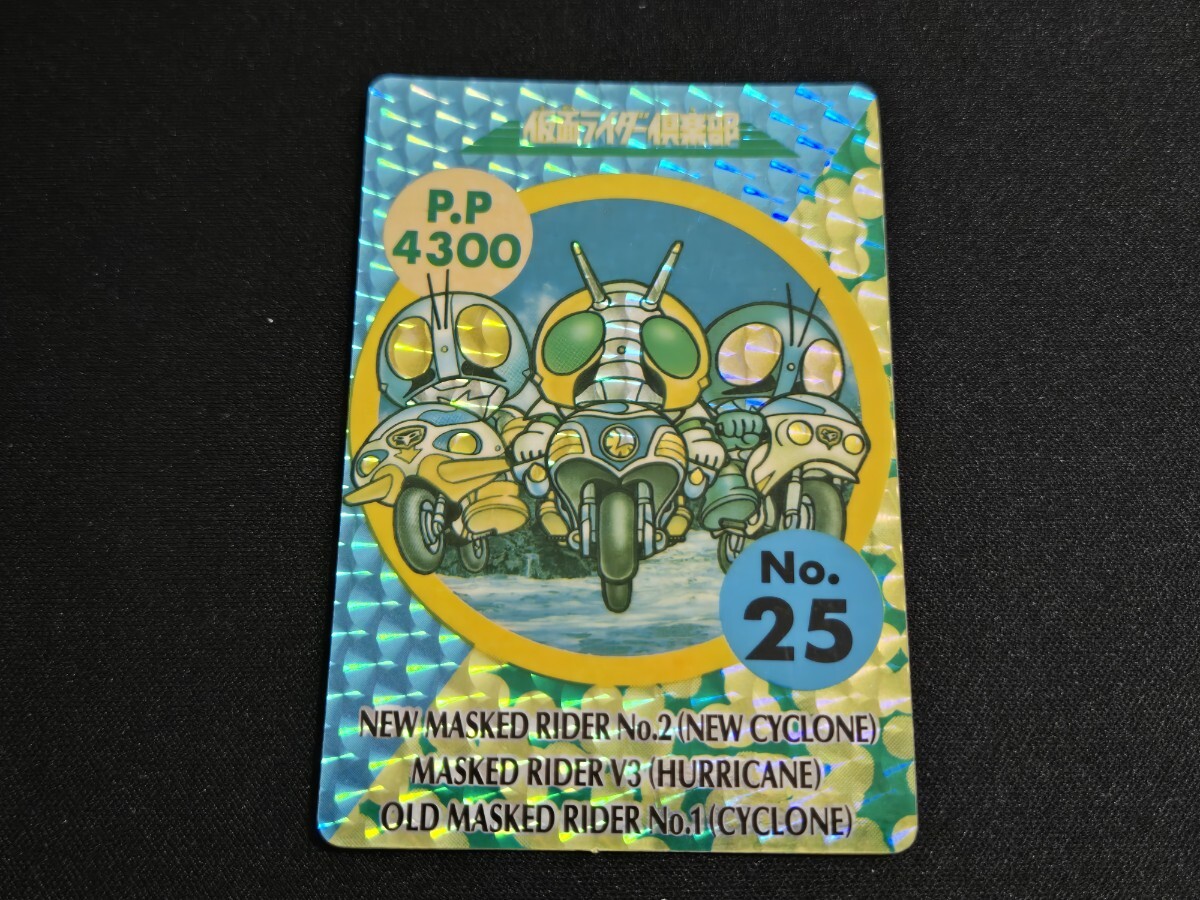 仮面ライダー倶楽部
P.P
4300
No.
25
NEW MASKED RIDER No.2 (NEW CYCLONE)
MASKED RIDER V3 (HURRICANE)
OLD MASKED RIDER No.1 (CYCLONE)